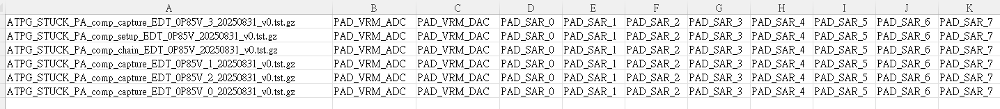 A B C D E F G H I J K
ATPG_STUCK_PA_comp_capture_EDT_0P85V_3_20250831_v0.tst.gz PAD_VRM_ADC PAD_VRM_DAC PAD_SAR_0 PAD_SAR_1 PAD_SAR_2 PAD_SAR_3 PAD_SAR_4 PAD_SAR_5 PAD_SAR_6 PAD_SAR_7
ATPG_STUCK_PA_comp_setup_EDT_0P85V_20250831_v0.tst.gz PAD_VRM_ADC PAD_VRM_DAC PAD_SAR_0 PAD_SAR_1 PAD_SAR_2 PAD_SAR_3 PAD_SAR_4 PAD_SAR_5 PAD_SAR_6 PAD_SAR_7
ATPG_STUCK_PA_comp_chain_EDT_0P85V_20250831_v0.tst.gz PAD_VRM_ADC PAD_VRM_DAC PAD_SAR_0 PAD_SAR_1 PAD_SAR_2 PAD_SAR_3 PAD_SAR_4 PAD_SAR_5 PAD_SAR_6 PAD_SAR_7
ATPG_STUCK_PA_comp_capture_EDT_0P85V_1_20250831_v0.tst.gz PAD_VRM_ADC PAD_VRM_DAC PAD_SAR_0 PAD_SAR_1 PAD_SAR_2 PAD_SAR_3 PAD_SAR_4 PAD_SAR_5 PAD_SAR_6 PAD_SAR_7
ATPG_STUCK_PA_comp_capture_EDT_0P85V_2_20250831_v0.tst.gz PAD_VRM_ADC PAD_VRM_DAC PAD_SAR_0 PAD_SAR_1 PAD_SAR_2 PAD_SAR_3 PAD_SAR_4 PAD_SAR_5 PAD_SAR_6 PAD_SAR_7
ATPG_STUCK_PA_comp_capture_EDT_0P85V_0_20250831_v0.tst.gz PAD_VRM_ADC PAD_VRM_DAC PAD_SAR_0 PAD_SAR_1 PAD_SAR_2 PAD_SAR_3 PAD_SAR_4 PAD_SAR_5 PAD_SAR_6 PAD_SAR_7